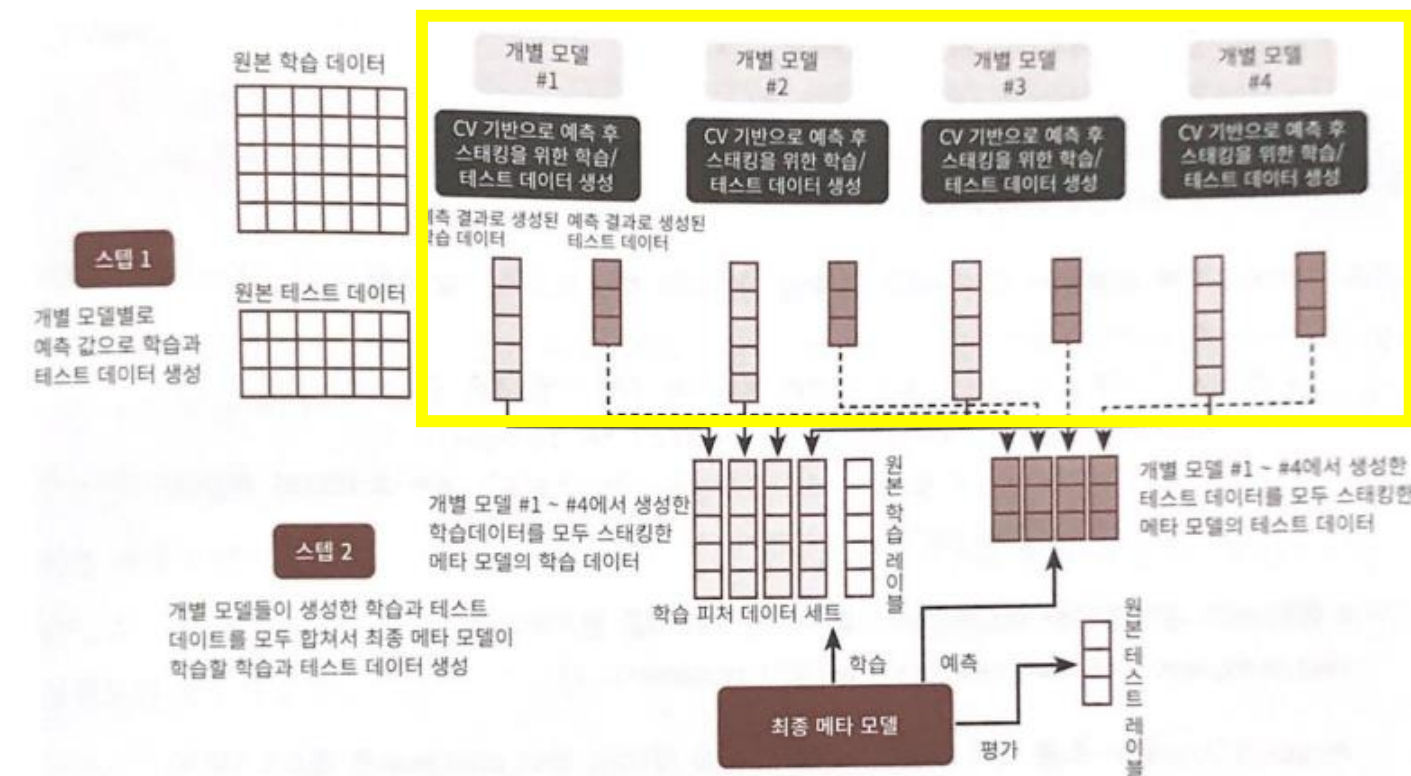 원본 학습 데이터
개별 모델
#1
개별 모델
#2
개별 모델
#3
개별 모델
#4
CV 기반으로 예측 후
스태킹을 위한 학습/
테스트 데이터 생성
CV 기반으로 예측 후
스태킹을 위한 학습/
테스트 데이터 생성
CV 기반으로 예측 후
스태킹을 위한 학습/
테스트 데이터 생성
CV 기반으로 예측 후
스태킹을 위한 학습/
테스트 데이터 생성
결과로 생성된
데이터
예측 결과로 생성된
테스트 데이터
스텝 1
개별 모델별로
예측 값으로 학습과
테스트 데이터 생성
원본 테스트 데이터
개별 모델 #1 ~ #4에서 생성한
학습데이터를 모두 스태킹한
메타 모델의 학습 데이터
원본 학습 레이블
개별 모델 #1 ~ #4에서 생성한
테스트 데이터를 모두 스태킹한
메타 모델의 테스트 데이터
스텝 2
개별 모델들이 생성한 학습과 테스트
데이트를 모두 합쳐서 최종 메타 모델이
학습할 학습과 테스트 데이터 생성
학습 피처 데이터 세트
학습
예측
원본 테스트 레이블
최종 메타 모델
평가